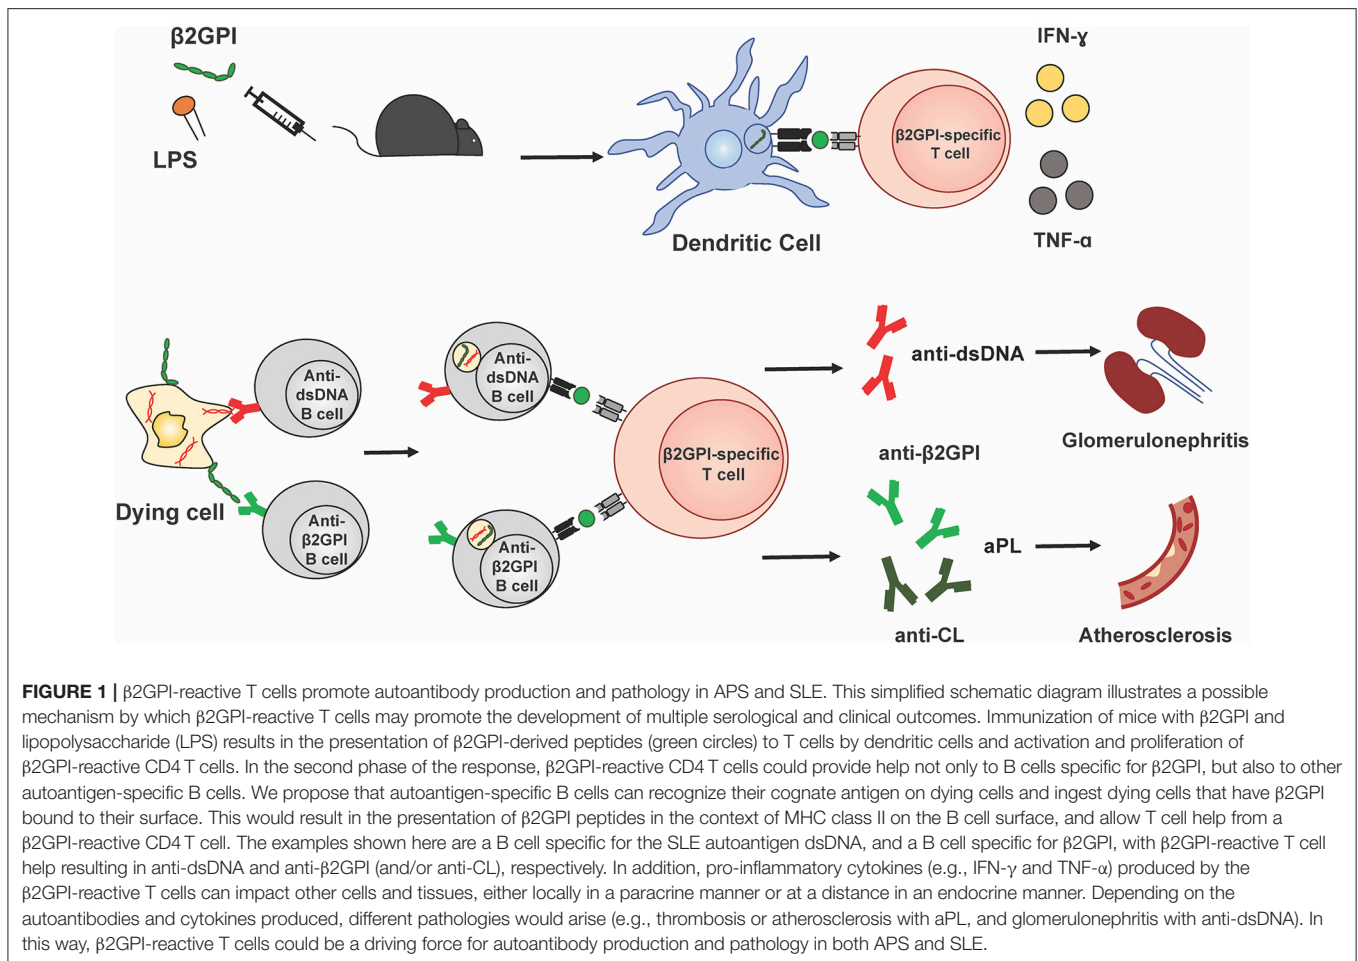 β2GPI
LPS
Dendritic Cell
β2GPI-specific
T cell
IFN-ɣ
TNF-α
Dying cell
Anti-
dsDNA
B cell
Anti-
β2GPI
B cell
Anti-
dsDNA
B cell
Anti-
β2GPI
B cell
β2GPI-specific
T cell
anti-dsDNA
Glomerulonephritis
anti-β2GPI
aPL
anti-CL
Atherosclerosis
FIGURE 1 | β2GPI-reactive T cells promote autoantibody production and pathology in APS and SLE. This simplified schematic diagram illustrates a possible
mechanism by which β2GPI-reactive T cells may promote the development of multiple serological and clinical outcomes. Immunization of mice with β2GPI and
lipopolysaccharide (LPS) results in the presentation of β2GPI-derived peptides (green circles) to T cells by dendritic cells and activation and proliferation of
β2GPI-reactive CD4 T cells. In the second phase of the response, β2GPI-reactive CD4 T cells could provide help not only to B cells specific for β2GPI, but also to other
autoantigen-specific B cells. We propose that autoantigen-specific B cells can recognize their cognate antigen on dying cells and ingest dying cells that have β2GPI
bound to their surface. This would result in the presentation of β2GPI peptides in the context of MHC class II on the B cell surface, and allow T cell help from a
β2GPI-reactive CD4 T cell. The examples shown here are a B cell specific for the SLE autoantigen dsDNA, and a B cell specific for β2GPI, with β2GPI-reactive T cell
help resulting in anti-dsDNA and anti-β2GPI (and/or anti-CL), respectively. In addition, pro-inflammatory cytokines (e.g., IFN-γ and TNF-α) produced by the
β2GPI-reactive T cells can impact other cells and tissues, either locally in a paracrine manner or at a distance in an endocrine manner. Depending on the
autoantibodies and cytokines produced, different pathologies would arise (e.g., thrombosis or atherosclerosis with aPL, and glomerulonephritis with anti-dsDNA). In
this way, β2GPI-reactive T cells could be a driving force for autoantibody production and pathology in both APS and SLE.